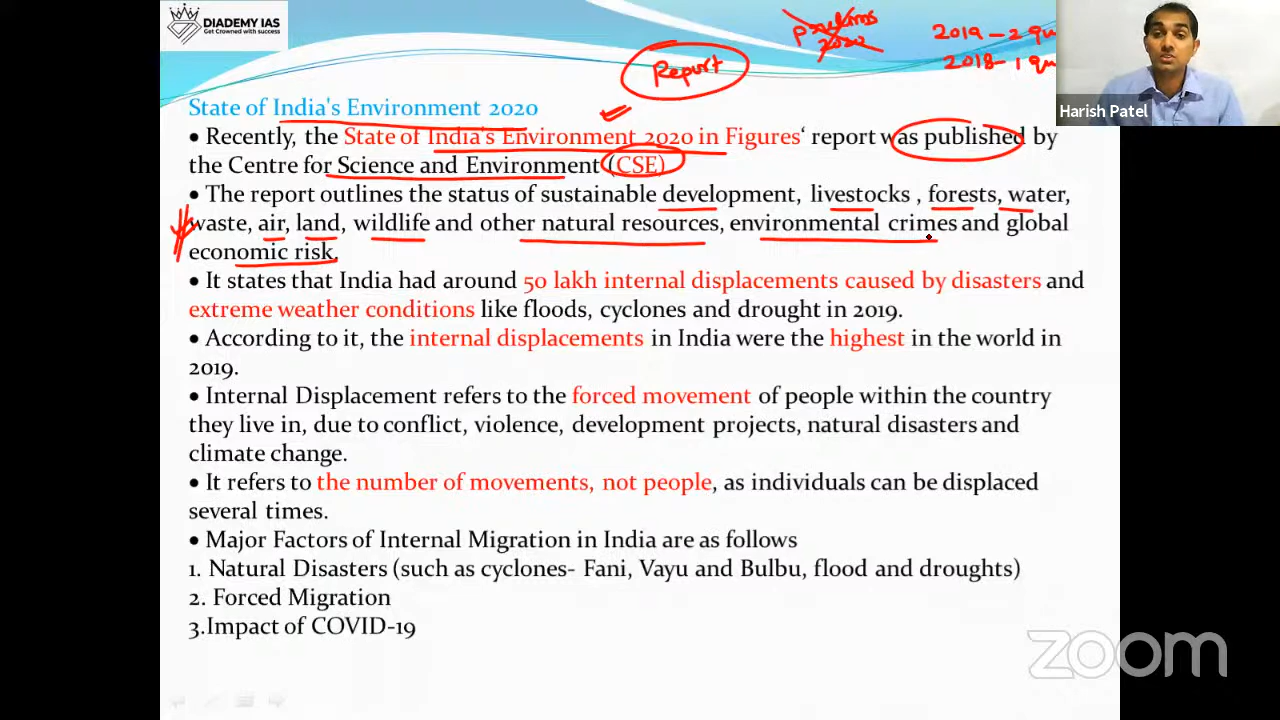 DIADEMY IAS
Get Crowned with success
Prelims
2022
2019 - 2 qu
2018 - 1 qu
Report
Harish Patel
State of India's Environment 2020
• Recently, the State of India's Environment 2020 in Figures‘ report was published by
the Centre for Science and Environment (CSE)
• The report outlines the status of sustainable development, livestocks , forests, water,
waste, air, land, wildlife and other natural resources, environmental crimes and global
economic risk.
• It states that India had around 50 lakh internal displacements caused by disasters and
extreme weather conditions like floods, cyclones and drought in 2019.
• According to it, the internal displacements in India were the highest in the world in
2019.
• Internal Displacement refers to the forced movement of people within the country
they live in, due to conflict, violence, development projects, natural disasters and
climate change.
• It refers to the number of movements, not people, as individuals can be displaced
several times.
• Major Factors of Internal Migration in India are as follows
1. Natural Disasters (such as cyclones- Fani, Vayu and Bulbu, flood and droughts)
2. Forced Migration
3.Impact of COVID-19
zoom